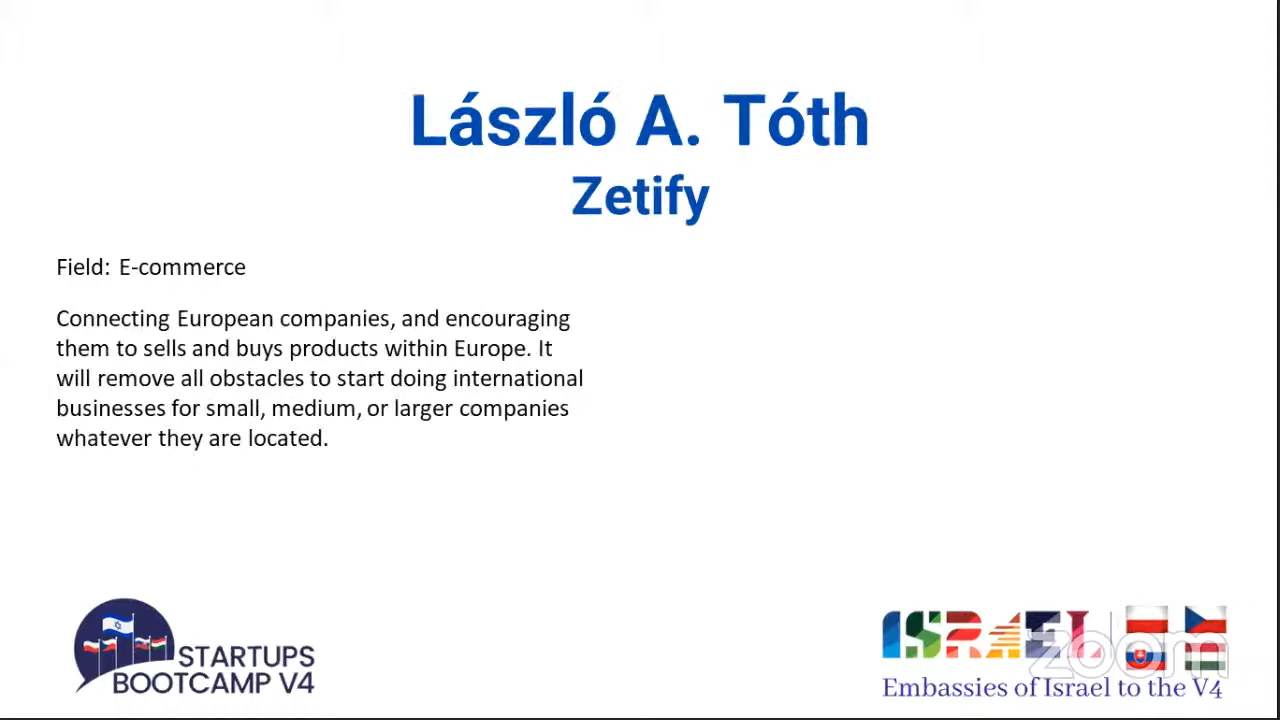 László A. Tóth
Zetify
Field: E-commerce
Connecting European companies, and encouraging
them to sells and buys products within Europe. It
will remove all obstacles to start doing international
businesses for small, medium, or larger companies
whatever they are located.
STARTUPS
BOOTCAMP V4
ISRAEL
zoom
Embassies of Israel to the V4